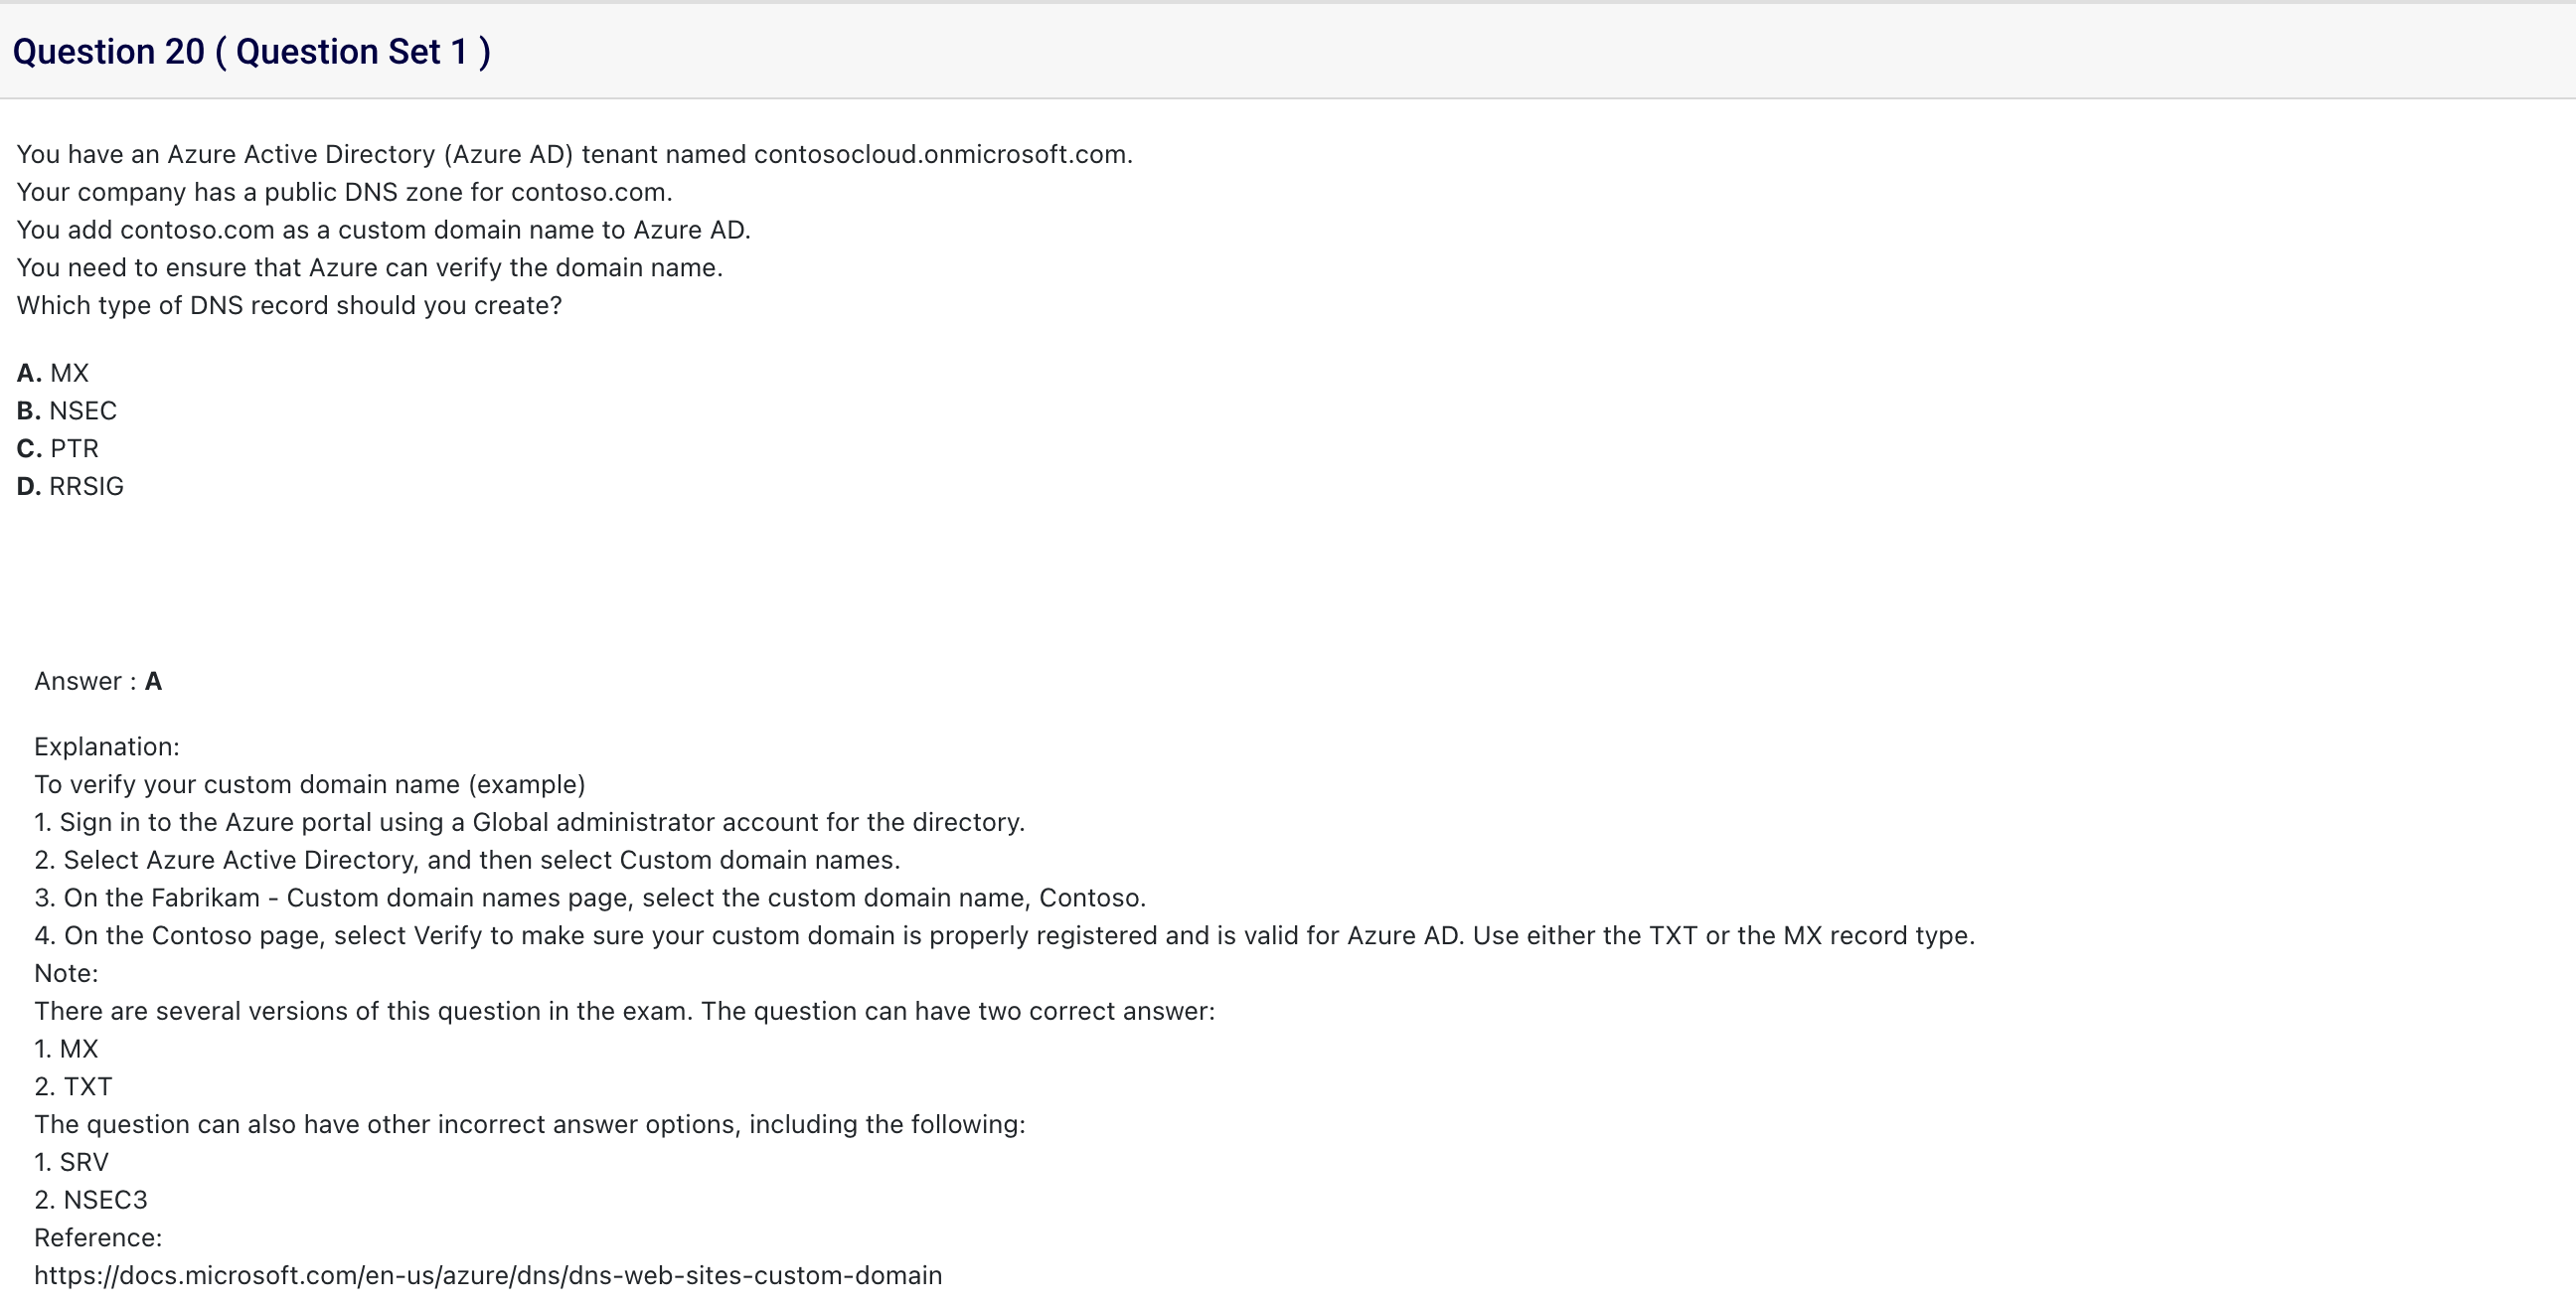 Question 20 ( Question Set 1 )
You have an Azure Active Directory (Azure AD) tenant named contosocloud.onmicrosoft.com.
Your company has a public DNS zone for contoso.com.
You add contoso.com as a custom domain name to Azure AD.
You need to ensure that Azure can verify the domain name.
Which type of DNS record should you create?
A. MX
B. NSEC
C. PTR
D. RRSIG
Answer : A
Explanation:
To verify your custom domain name (example)
1. Sign in to the Azure portal using a Global administrator account for the directory.
2. Select Azure Active Directory, and then select Custom domain names.
3. On the Fabrikam - Custom domain names page, select the custom domain name, Contoso.
4. On the Contoso page, select Verify to make sure your custom domain is properly registered and is valid for Azure AD. Use either the TXT or the MX record type.
Note:
There are several versions of this question in the exam. The question can have two correct answer:
1. MX
2. TXT
The question can also have other incorrect answer options, including the following:
1. SRV
2. NSEC3
Reference:
https://docs.microsoft.com/en-us/azure/dns/dns-web-sites-custom-domain